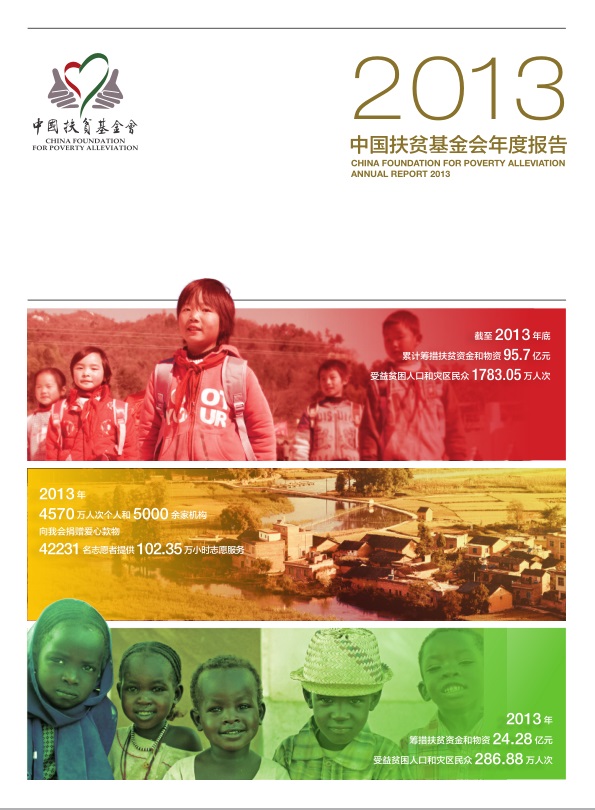 中國扶貧基金會
CHINA FOUNDATION
FOR POVERTY ALLEVIATION
2013
中国扶贫基金会年度报告
CHINA FOUNDATION FOR POVERTY ALLEVIATION
ANNUAL REPORT 2013
截至 2013 年底
累计筹措扶贫资金和物资 95.7 亿元
受益贫困人口和灾区民众 1783.05 万人次
OT
YOUR
2013 年
4570 万人次个人和 5000 余家机构
向我会捐赠爱心款物
42231 名志愿者提供 102.35 万小时志愿服务
2013 年
筹措扶贫资金和物资 24.28 亿元
受益贫困人口和灾区民众 286.88 万人次